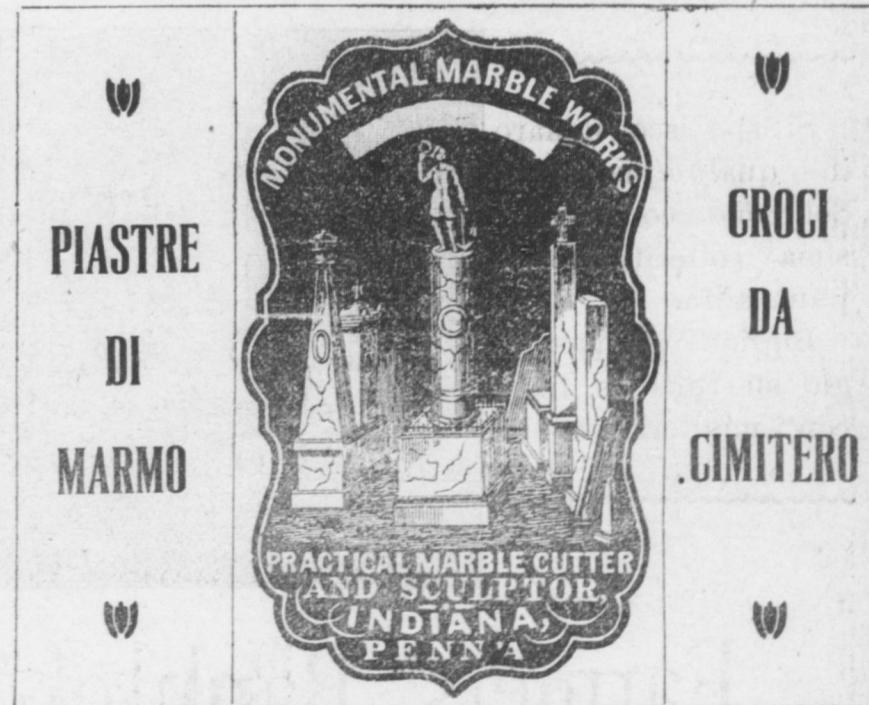 PIASTRE
DI
MARMO
MONUMENTAL MARBLE WORKS
PRACTICAL MARBLE CUTTER
AND SCULPTOR,
INDIANA,
PENN'A
CROCI
DA
CIMITERO